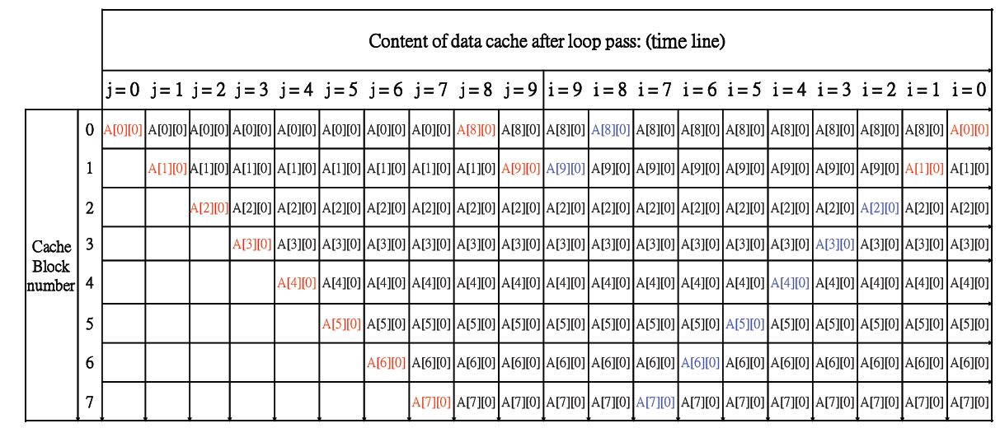 Content of data cache after loop pass: (time line)
j = 0 j = 1 j = 2 j = 3 j = 4 j = 5 j = 6 j = 7 j = 8 j = 9 i = 9 i = 8 i = 7 i = 6 i = 5 i = 4 i = 3 i = 2 i = 1 i = 0
0 A[0][0] A[0][0] A[0][0] A[0][0] A[0][0] A[0][0] A[0][0] A[0][0] A[8][0] A[8][0] A[8][0] A[8][0] A[8][0] A[8][0] A[8][0] A[8][0] A[8][0] A[8][0] A[8][0] A[0][0]
1 A[1][0] A[1][0] A[1][0] A[1][0] A[1][0] A[1][0] A[1][0] A[1][0] A[9][0] A[9][0] A[9][0] A[9][0] A[9][0] A[9][0] A[9][0] A[9][0] A[9][0] A[1][0] A[1][0]
2 A[2][0] A[2][0] A[2][0] A[2][0] A[2][0] A[2][0] A[2][0] A[2][0] A[2][0] A[2][0] A[2][0] A[2][0] A[2][0] A[2][0] A[2][0] A[2][0] A[2][0] A[2][0]
Cache
Block
number
3 A[3][0] A[3][0] A[3][0] A[3][0] A[3][0] A[3][0] A[3][0] A[3][0] A[3][0] A[3][0] A[3][0] A[3][0] A[3][0] A[3][0] A[3][0] A[3][0] A[3][0]
4 A[4][0] A[4][0] A[4][0] A[4][0] A[4][0] A[4][0] A[4][0] A[4][0] A[4][0] A[4][0] A[4][0] A[4][0] A[4][0] A[4][0] A[4][0] A[4][0]
5 A[5][0] A[5][0] A[5][0] A[5][0] A[5][0] A[5][0] A[5][0] A[5][0] A[5][0] A[5][0] A[5][0] A[5][0] A[5][0] A[5][0] A[5][0]
6 A[6][0] A[6][0] A[6][0] A[6][0] A[6][0] A[6][0] A[6][0] A[6][0] A[6][0] A[6][0] A[6][0] A[6][0] A[6][0] A[6][0]
7 A[7][0] A[7][0] A[7][0] A[7][0] A[7][0] A[7][0] A[7][0] A[7][0] A[7][0] A[7][0] A[7][0] A[7][0] A[7][0]